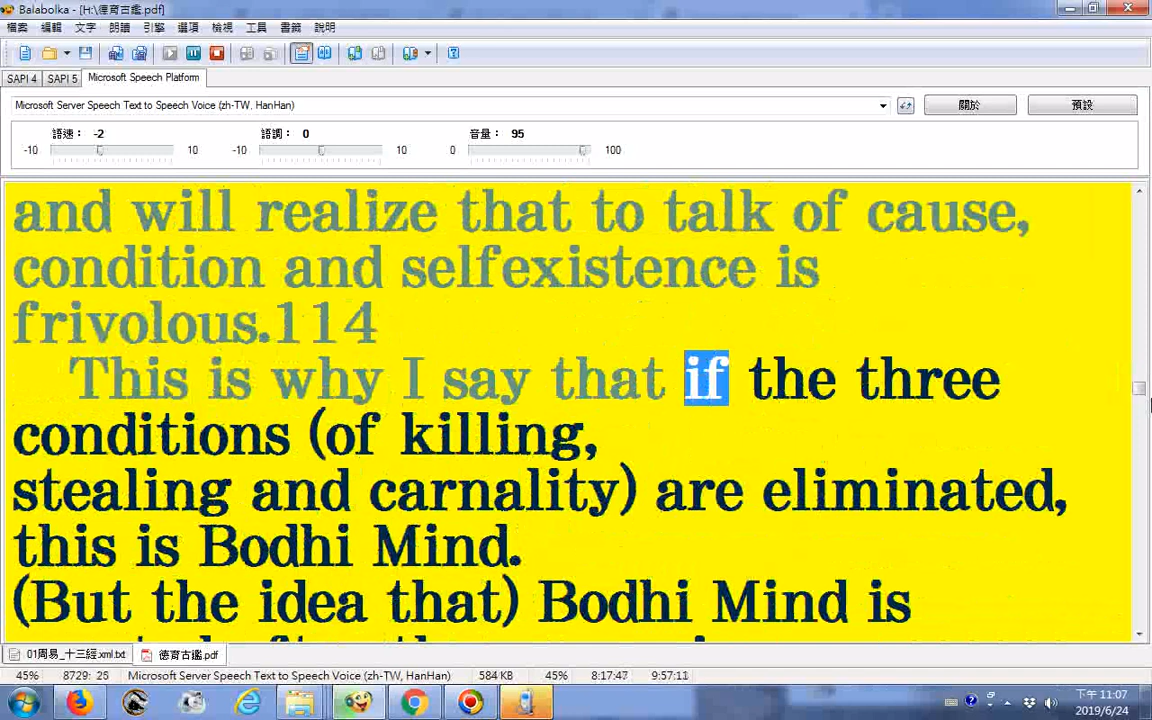 Balabolka - [H:\德育古鑑.pdf]
檔案 編輯 文字 朗讀 引擎 選項 檢視 工具 書籤 說明
SAPI 4 SAPI 5 Microsoft Speech Platform
Microsoft Server Speech Text to Speech Voice (zh-TW, HanHan) 關於 預設
語速： -2 語調： 0 音量： 95
-10 10 -10 10 0 100
and will realize that to talk of cause,
condition and selfexistence is
frivolous.114
This is why I say that if the three
conditions (of killing,
stealing and carnality) are eliminated,
this is Bodhi Mind.
(But the idea that) Bodhi Mind is
01周易_十三經.xml.txt 德育古鑑.pdf
45% 8729: 25 Microsoft Server Speech Text to Speech Voice (zh-TW, HanHan) 584 KB 45% 8:17:47 9:57:11
下午 11:07
2019/6/24